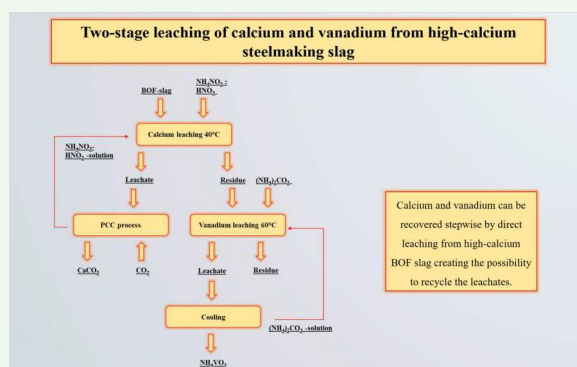 Two-stage leaching of calcium and vanadium from high-calcium
steelmaking slag
NH₄NO₃ :
HNO₃
BOF-slag
Calcium leaching 40°C
NH₄NO₃:
HNO₃ -solution
Leachate
Residue
(NH₄)₂CO₃
PCC process
Vanadium leaching 60°C
CaCO₃
CO₂
Leachate
Residue
Cooling
(NH₄)₂CO₃ -solution
NH₄VO₃
Calcium and vanadium can be
recovered stepwise by direct
leaching from high-calcium
BOF slag creating the possibility
to recycle the leachates.